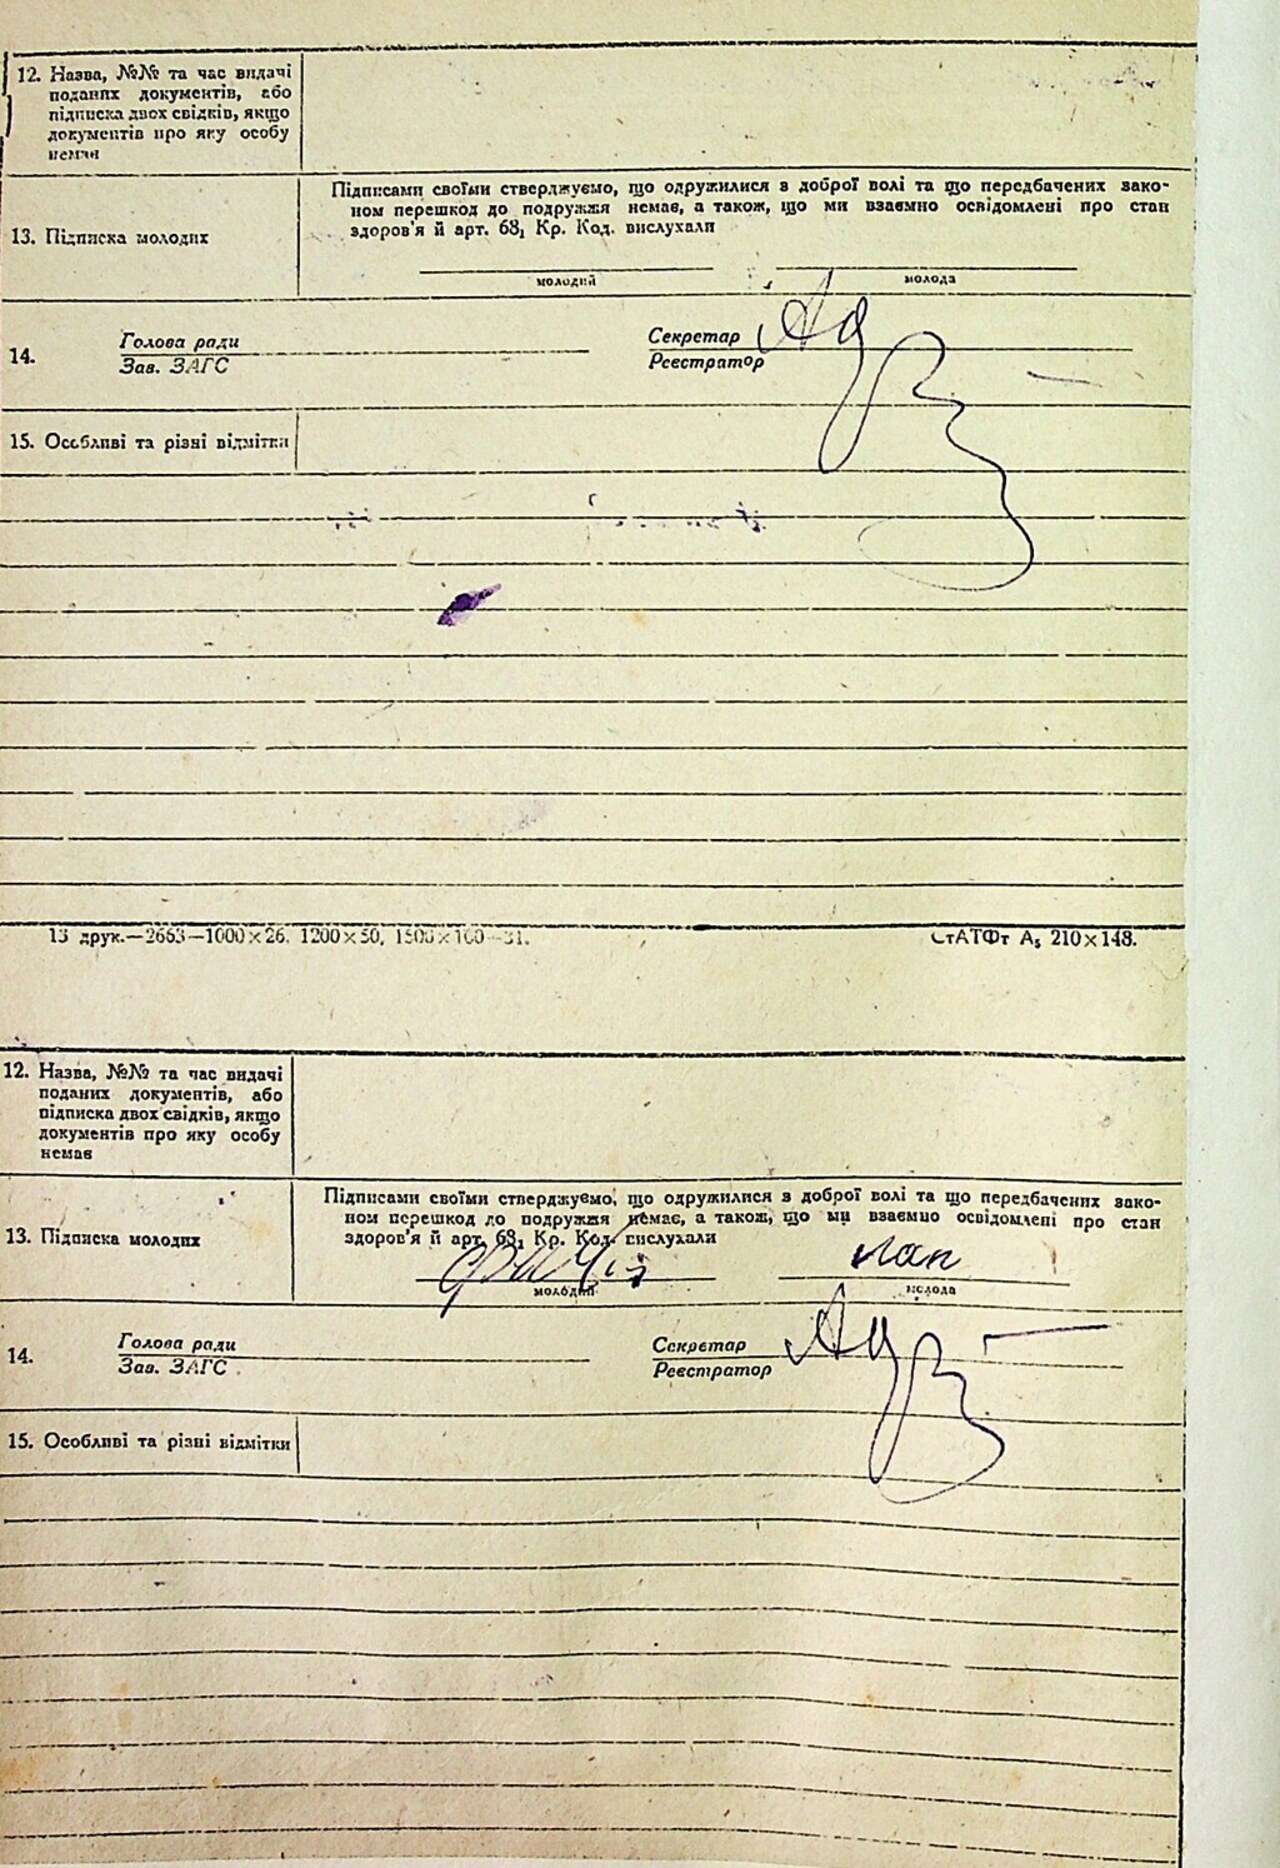 12. Назва, №№ та час видачі
поданих документів, або
підписка двох свідків, якщо
документів про яку особу
немає
Підписами своїми стверджуємо, що одружилися з доброї волі та що передбачених зако-
ном перешкод до подружжя немає, а також, що ми взаємно освідомлені про стан
здоров'я й арт. 68₁ Кр. Код. вислухали
13. Підписка молодих
молодий молода
14. Голова ради Секретар
Зав. ЗАГС Реєстратор
15. Особливі та різні відмітки
13 друк.—2663—1000×26. 1200×50, 1500×100—31. СтАТФт А₅ 210×148.
12. Назва, №№ та час видачі
поданих документів, або
підписка двох свідків, якщо
документів про яку особу
немає
Підписами своїми стверджуємо, що одружилися з доброї волі та що передбачених зако-
ном перешкод до подружжя немає, а також, що ми взаємно освідомлені про стан
здоров'я й арт. 68₁ Кр. Код. вислухали
13. Підписка молодих
молодий молода
14. Голова ради Секретар
Зав. ЗАГС Реєстратор
15. Особливі та різні відмітки